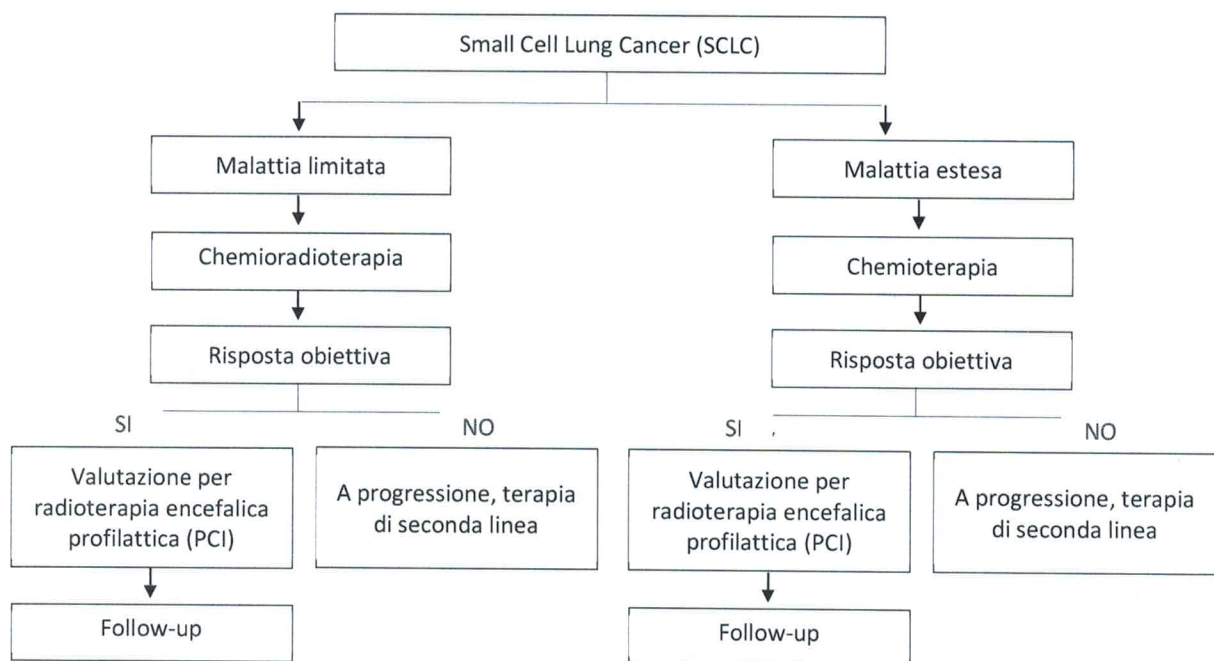 Small Cell Lung Cancer (SCLC)
Malattia limitata
Malattia estesa
Chemioradioterapia
Chemioterapia
Risposta obiettiva
Risposta obiettiva
SI
NO
SI
NO
Valutazione per
radioterapia encefalica
profilattica (PCI)
A progressione, terapia
di seconda linea
Valutazione per
radioterapia encefalica
profilattica (PCI)
A progressione, terapia
di seconda linea
Follow-up
Follow-up